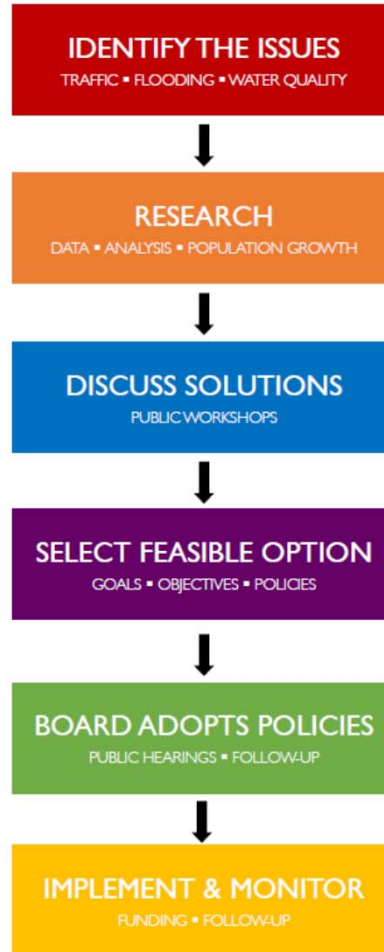 IDENTIFY THE ISSUES
TRAFFIC ▪ FLOODING ▪ WATER QUALITY
RESEARCH
DATA ▪ ANALYSIS ▪ POPULATION GROWTH
DISCUSS SOLUTIONS
PUBLIC WORKSHOPS
SELECT FEASIBLE OPTION
GOALS ▪ OBJECTIVES ▪ POLICIES
BOARD ADOPTS POLICIES
PUBLIC HEARINGS ▪ FOLLOW-UP
IMPLEMENT & MONITOR
FUNDING ▪ FOLLOW-UP